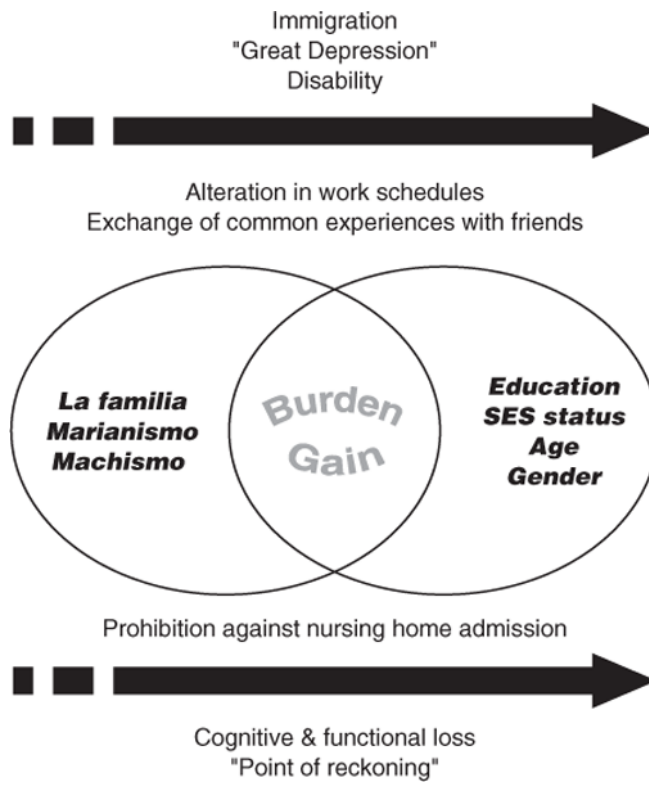 Immigration
"Great Depression"
Disability
Alteration in work schedules
Exchange of common experiences with friends
La familia
Marianismo
Machismo
Burden
Gain
Education
SES status
Age
Gender
Prohibition against nursing home admission
Cognitive & functional loss
"Point of reckoning"